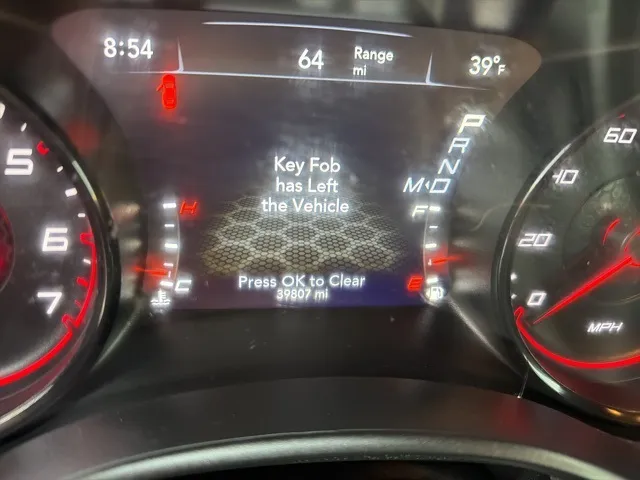 8:54 64 Range mi 39°F
P
R
N
M D
Key Fob
has Left
the Vehicle
H
F
C
E
Press OK to Clear
39807 mi
5
6
7
60
40
20
0
MPH